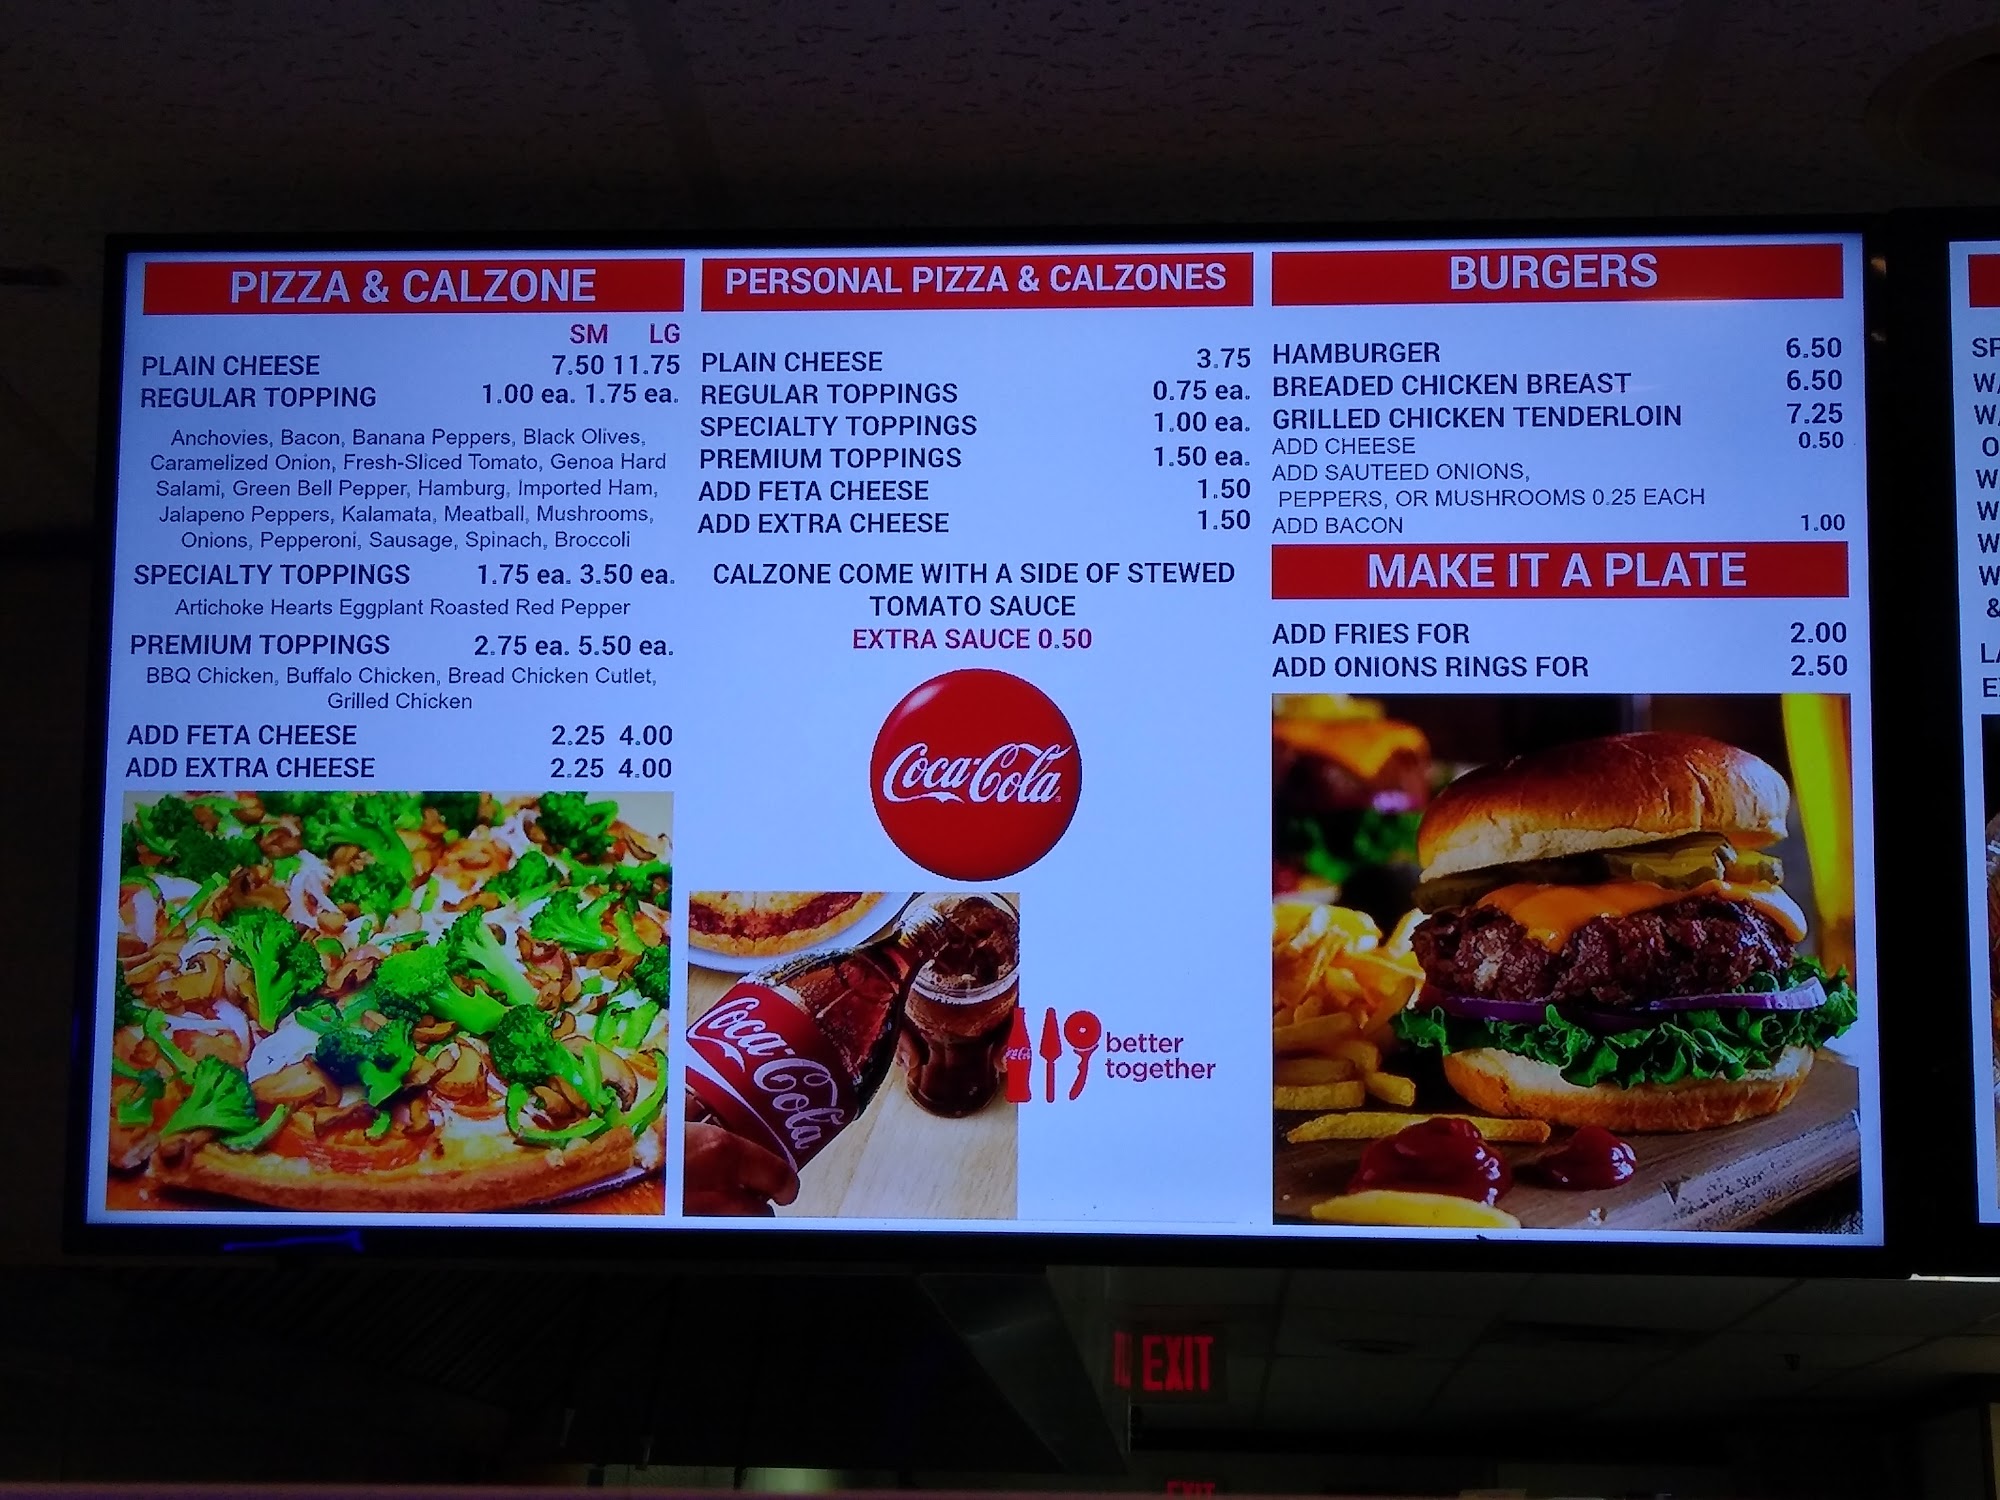 PIZZA & CALZONE
SM LG
PLAIN CHEESE 7.50 11.75
REGULAR TOPPING 1.00 ea. 1.75 ea.
Anchovies, Bacon, Banana Peppers, Black Olives,
Caramelized Onion, Fresh-Sliced Tomato, Genoa Hard
Salami, Green Bell Pepper, Hamburg, Imported Ham,
Jalapeno Peppers, Kalamata, Meatball, Mushrooms,
Onions, Pepperoni, Sausage, Spinach, Broccoli
SPECIALTY TOPPINGS 1.75 ea. 3.50 ea.
Artichoke Hearts Eggplant Roasted Red Pepper
PREMIUM TOPPINGS 2.75 ea. 5.50 ea.
BBQ Chicken, Buffalo Chicken, Bread Chicken Cutlet,
Grilled Chicken
ADD FETA CHEESE 2.25 4.00
ADD EXTRA CHEESE 2.25 4.00
PERSONAL PIZZA & CALZONES
PLAIN CHEESE 3.75
REGULAR TOPPINGS 0.75 ea.
SPECIALTY TOPPINGS 1.00 ea.
PREMIUM TOPPINGS 1.50 ea.
ADD FETA CHEESE 1.50
ADD EXTRA CHEESE 1.50
CALZONE COME WITH A SIDE OF STEWED
TOMATO SAUCE
EXTRA SAUCE 0.50
Coca-Cola
Coca-Cola
better
together
BURGERS
HAMBURGER 6.50
BREADED CHICKEN BREAST 6.50
GRILLED CHICKEN TENDERLOIN 7.25
ADD CHEESE 0.50
ADD SAUTEED ONIONS,
PEPPERS, OR MUSHROOMS 0.25 EACH
ADD BACON 1.00
MAKE IT A PLATE
ADD FRIES FOR 2.00
ADD ONIONS RINGS FOR 2.50
EXIT
EXIT